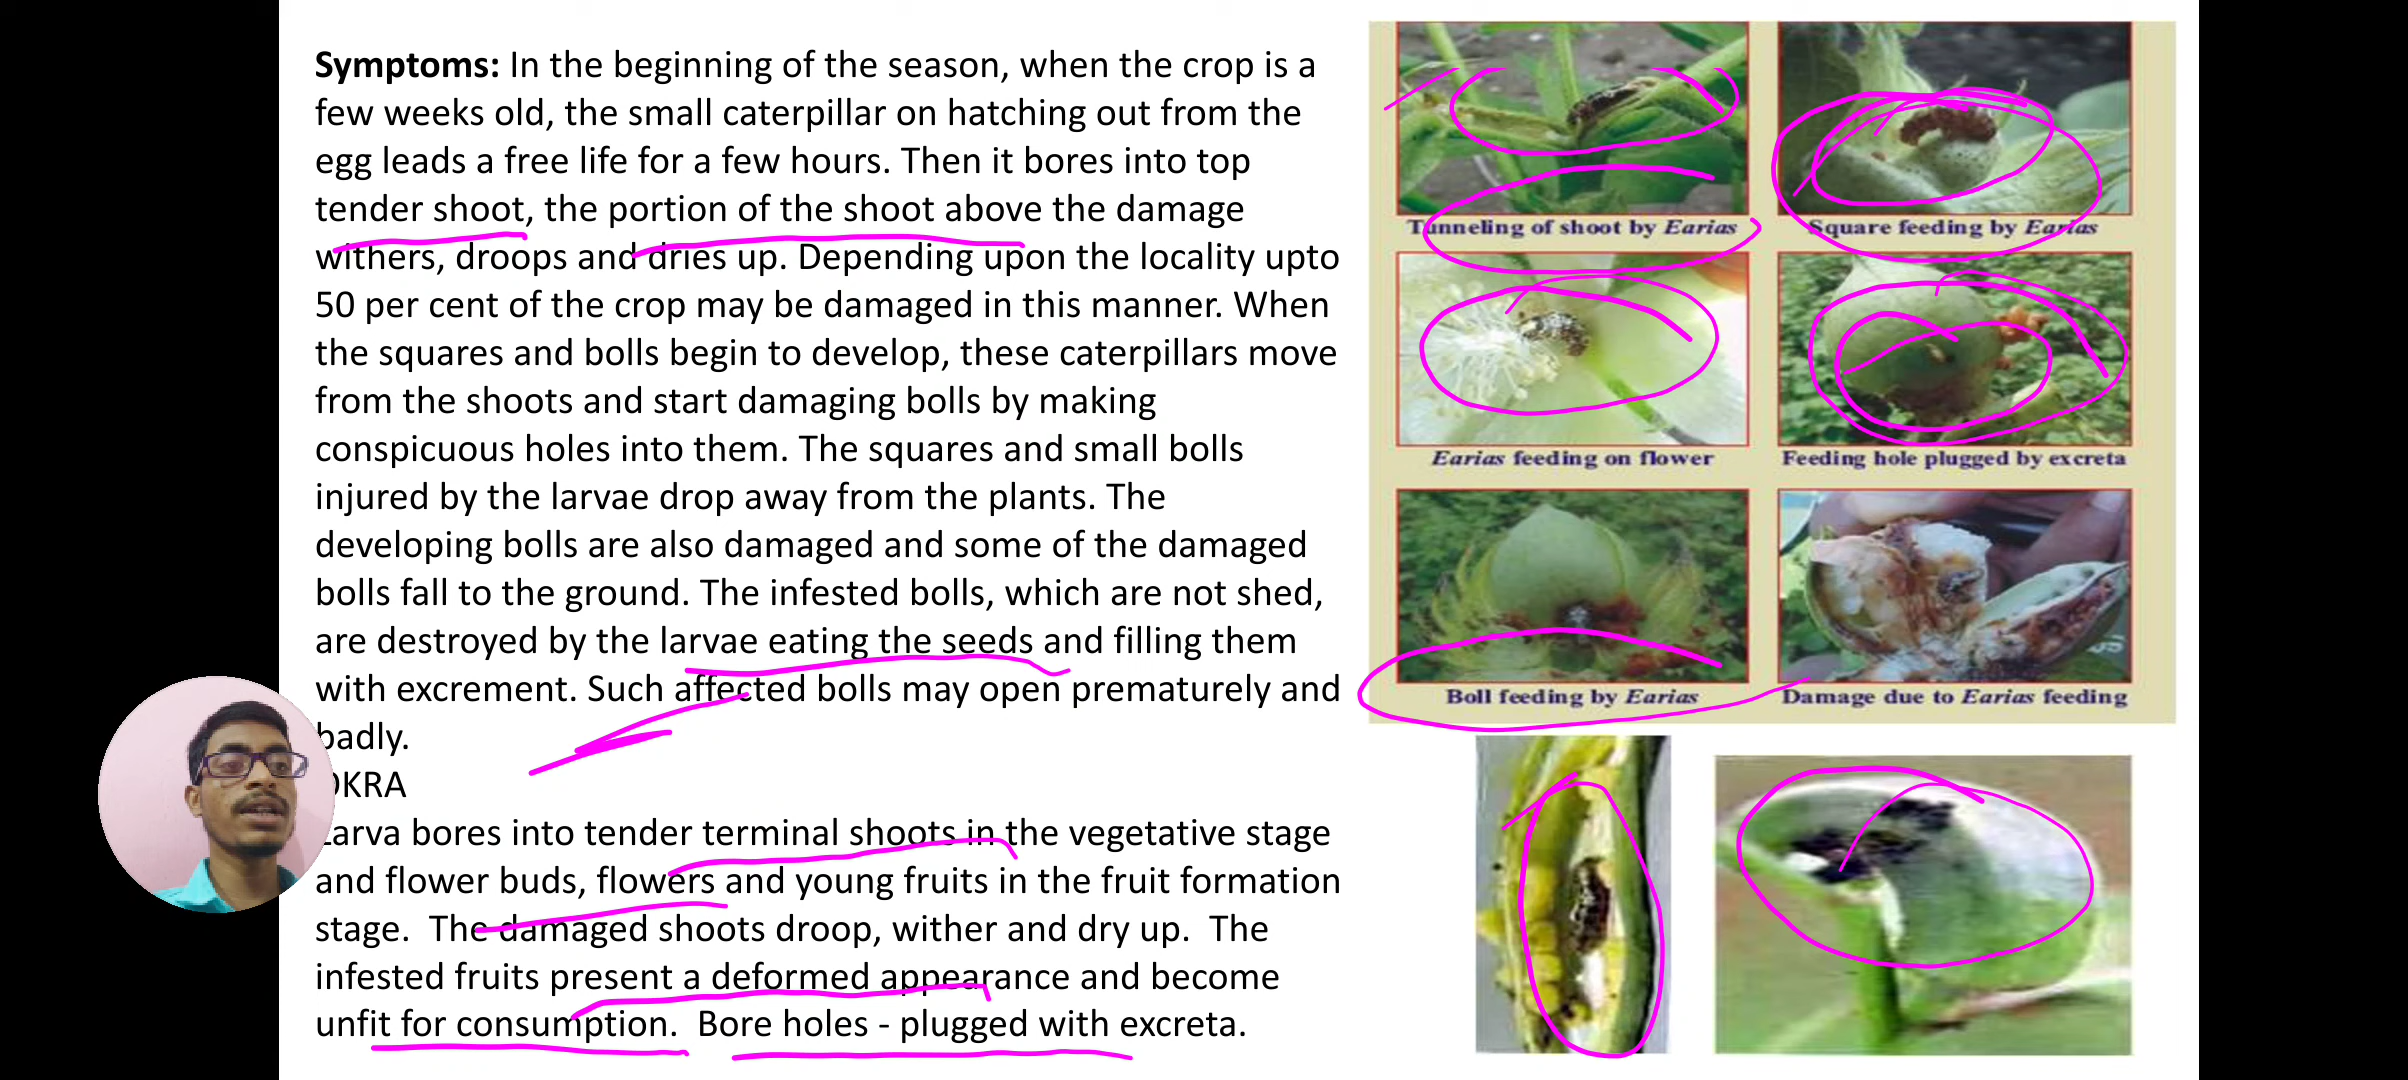 Symptoms: In the beginning of the season, when the crop is a
few weeks old, the small caterpillar on hatching out from the
egg leads a free life for a few hours. Then it bores into top
tender shoot, the portion of the shoot above the damage
withers, droops and dries up. Depending upon the locality upto
50 per cent of the crop may be damaged in this manner. When
the squares and bolls begin to develop, these caterpillars move
from the shoots and start damaging bolls by making
conspicuous holes into them. The squares and small bolls
injured by the larvae drop away from the plants. The
developing bolls are also damaged and some of the damaged
bolls fall to the ground. The infested bolls, which are not shed,
are destroyed by the larvae eating the seeds and filling them
with excrement. Such affected bolls may open prematurely and
badly.
OKRA
Larva bores into tender terminal shoots in the vegetative stage
and flower buds, flowers and young fruits in the fruit formation
stage.  The damaged shoots droop, wither and dry up.  The
infested fruits present a deformed appearance and become
unfit for consumption.  Bore holes - plugged with excreta.
Tunneling of shoot by Earias
Square feeding by Earias
Earias feeding on flower
Feeding hole plugged by excreta
Boll feeding by Earias
Damage due to Earias feeding